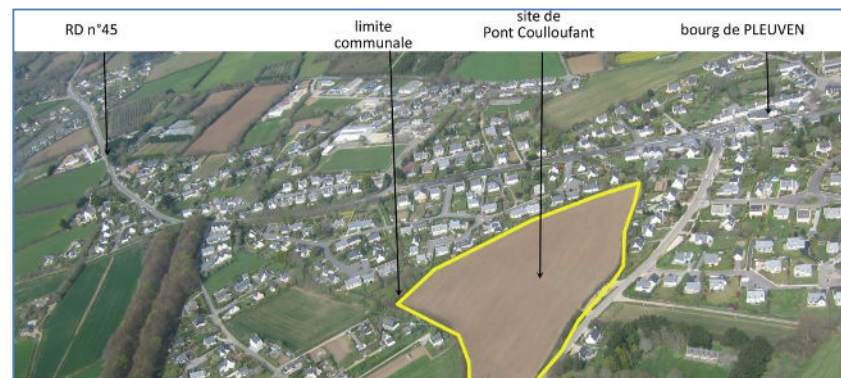 RD n°45
limite
communale
site de
Pont Coulloufant
bourg de PLEUVEN